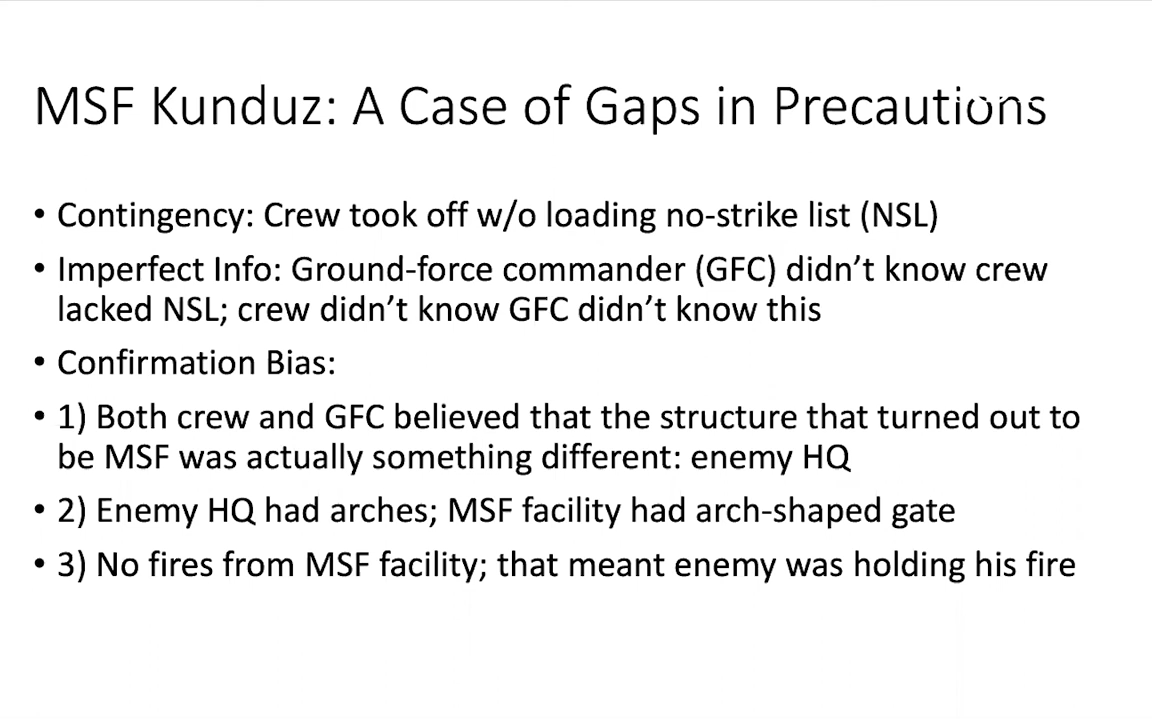 MSF Kunduz: A Case of Gaps in Precautions
• Contingency: Crew took off w/o loading no-strike list (NSL)
• Imperfect Info: Ground-force commander (GFC) didn’t know crew
lacked NSL; crew didn’t know GFC didn’t know this
• Confirmation Bias:
• 1) Both crew and GFC believed that the structure that turned out to
be MSF was actually something different: enemy HQ
• 2) Enemy HQ had arches; MSF facility had arch-shaped gate
• 3) No fires from MSF facility; that meant enemy was holding his fire